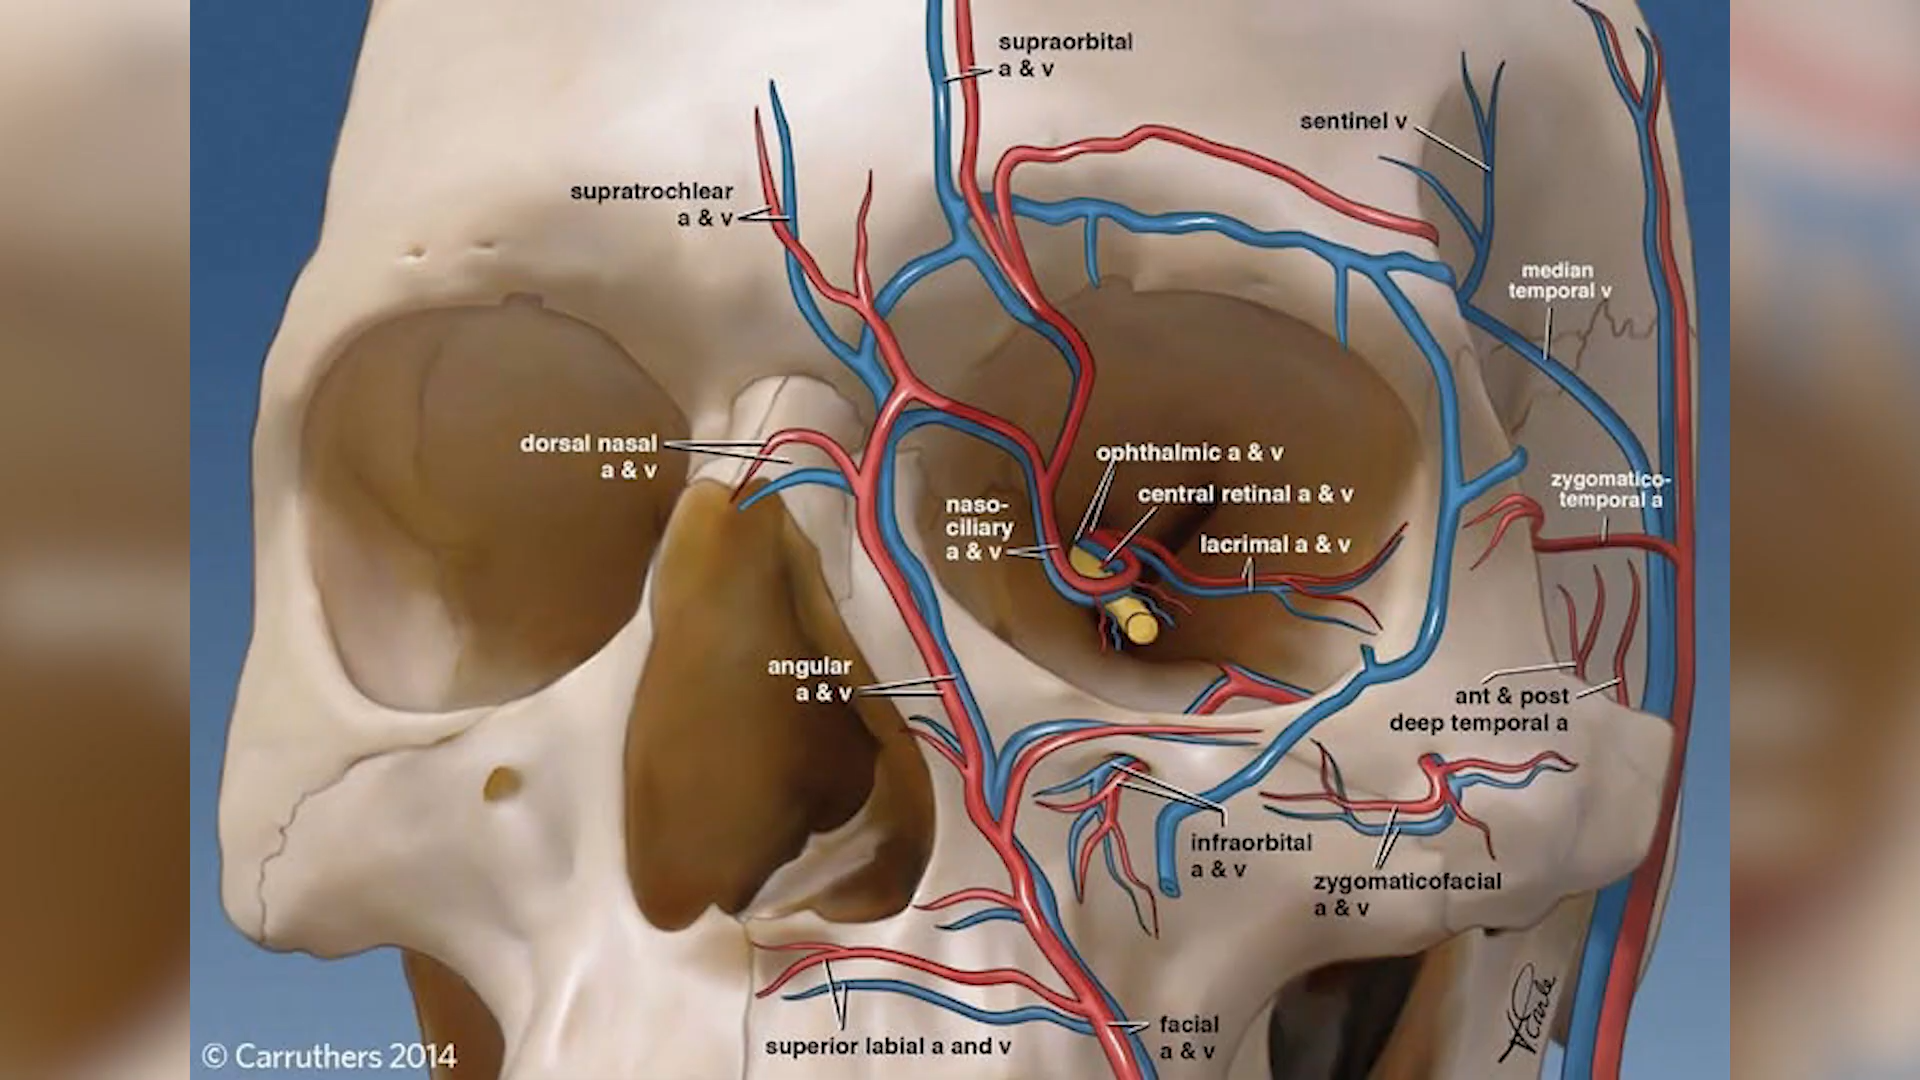 supraorbital
a & v
sentinel v
supratrochlear
a & v
median
temporal v
dorsal nasal
a & v
ophthalmic a & v
central retinal a & v
zygomatico-
temporal a
naso-
ciliary
a & v
lacrimal a & v
angular
a & v
ant & post
deep temporal a
infraorbital
a & v
zygomaticofacial
a & v
superior labial a and v
facial
a & v
© Carruthers 2014